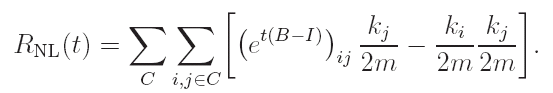 $$R_{\mathrm{NL}}(t) = \sum_{C} \sum_{i,j \in C} \left[ \left( e^{t(B-I)} \right)_{ij} \frac{k_j}{2m} - \frac{k_i}{2m} \frac{k_j}{2m} \right].$$